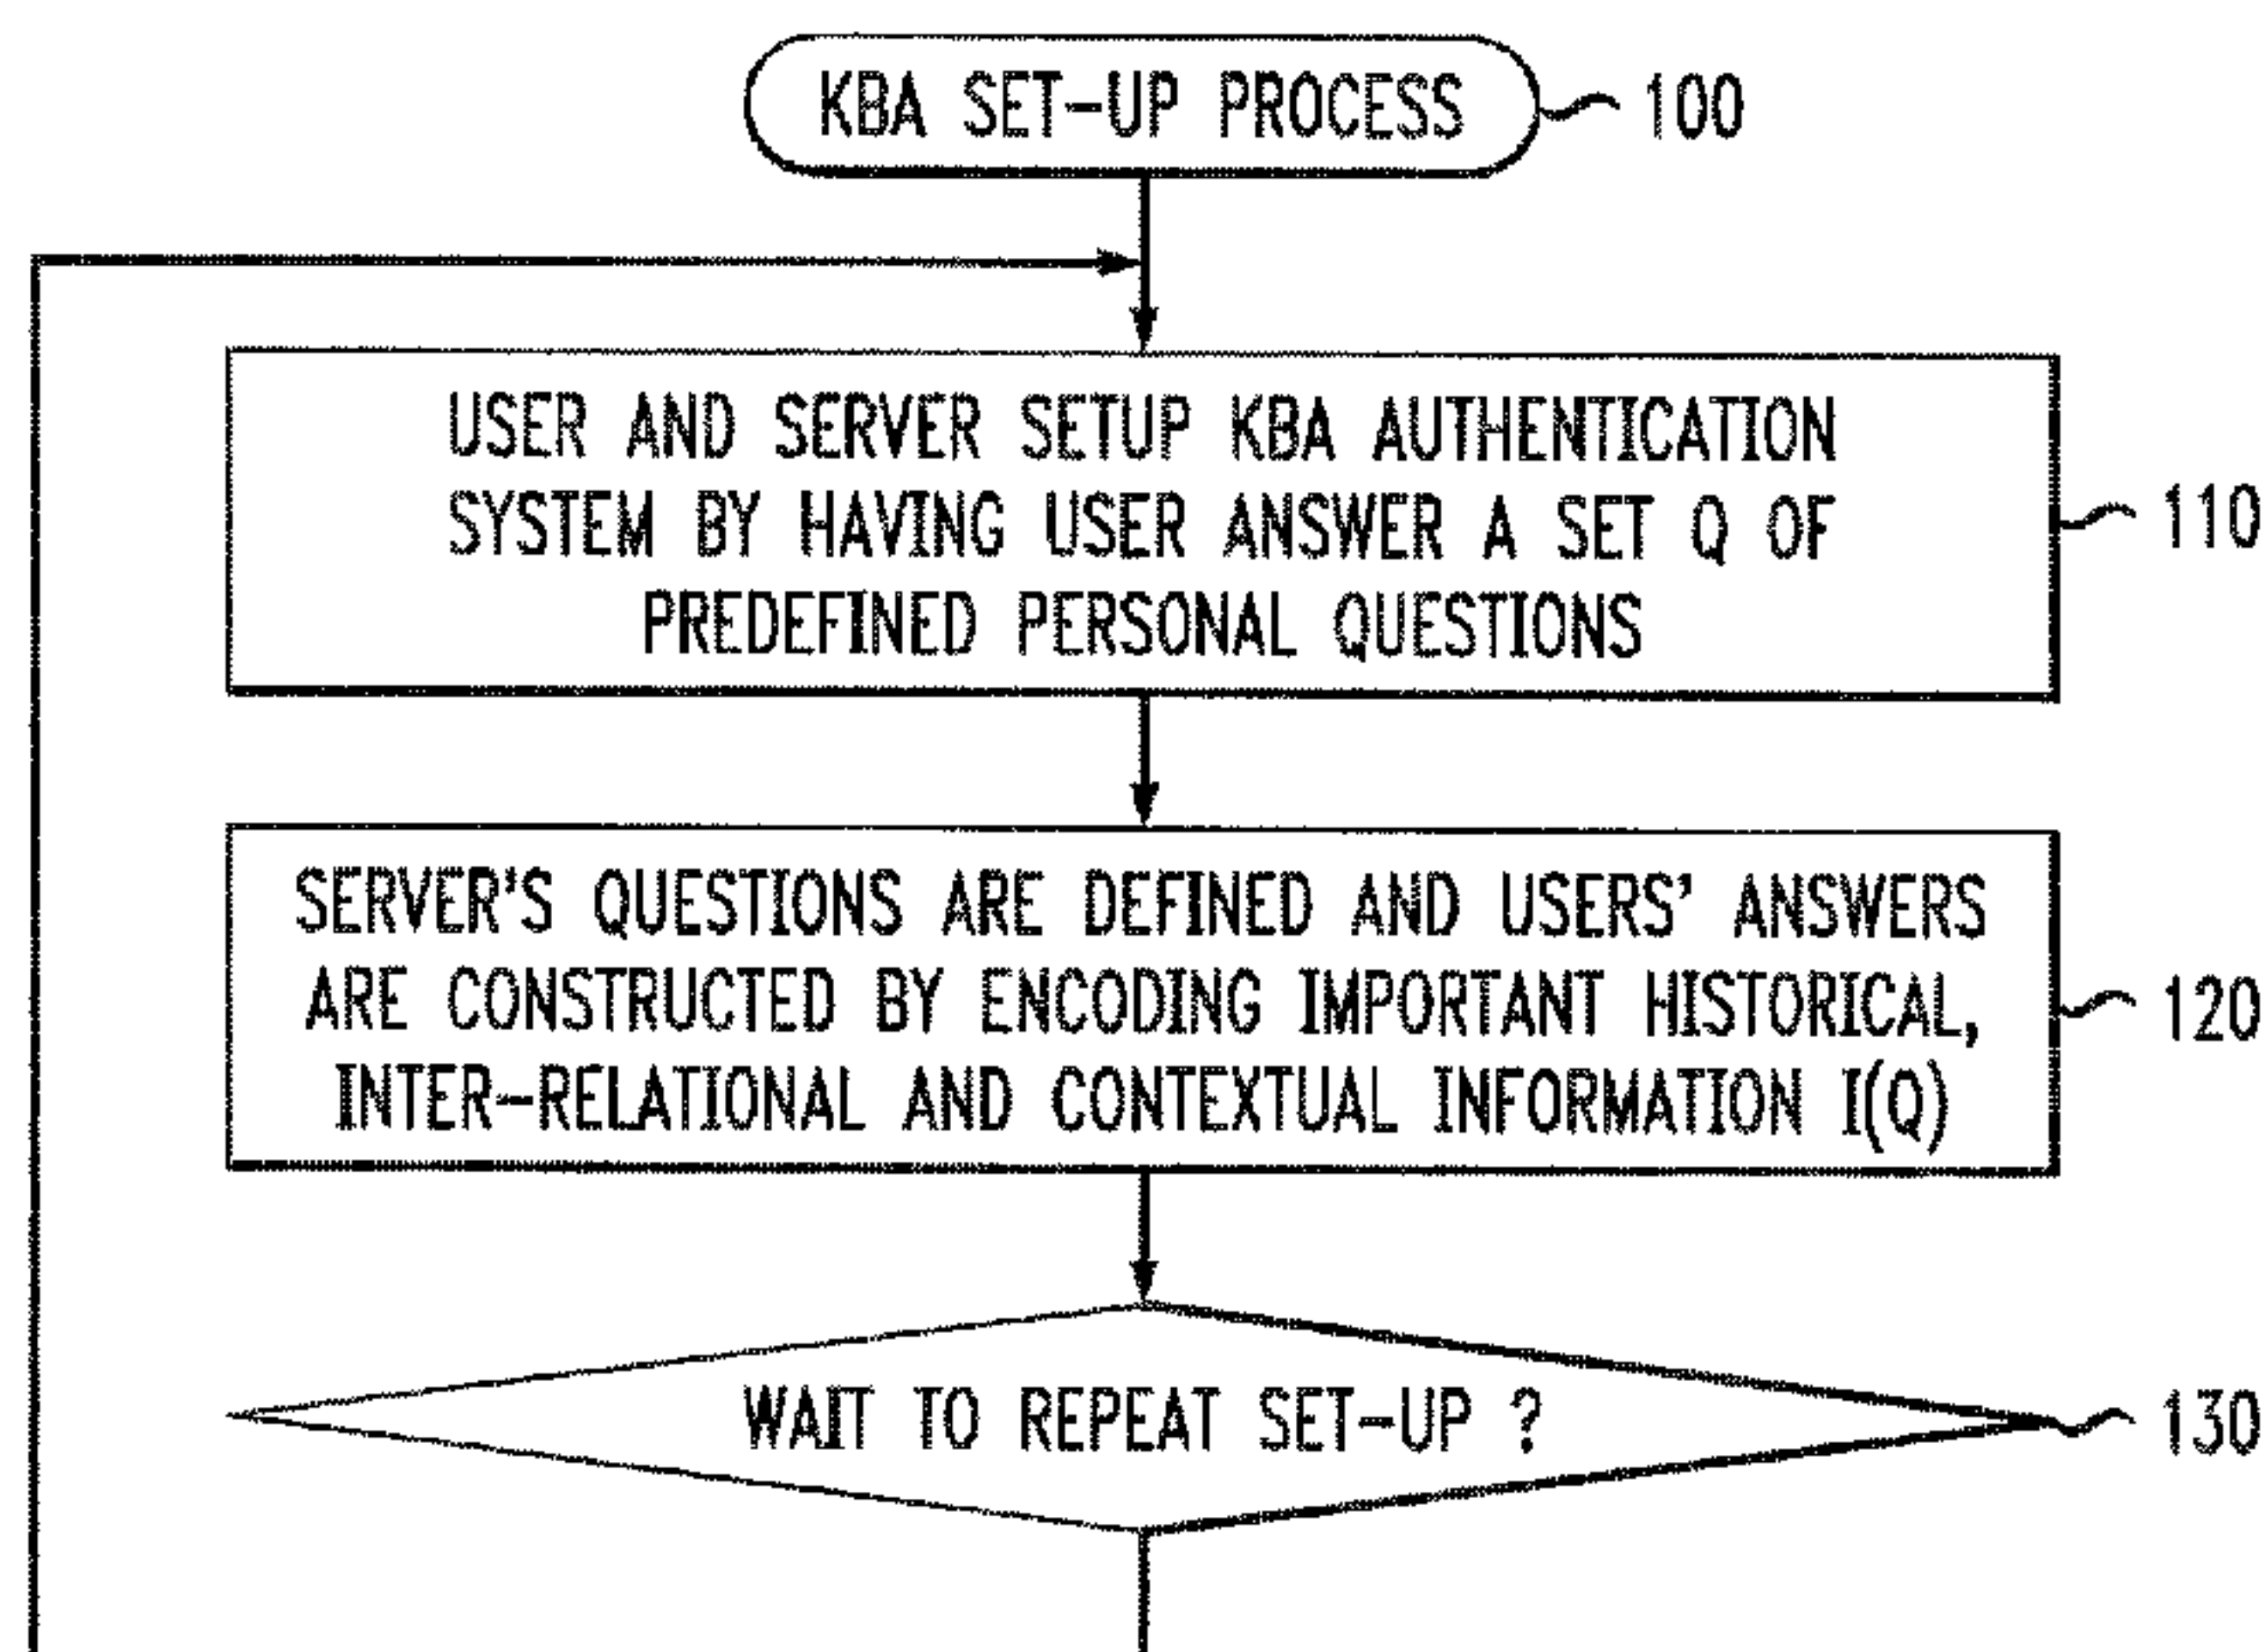 KBA SET-UP PROCESS 100
USER AND SERVER SETUP KBA AUTHENTICATION
SYSTEM BY HAVING USER ANSWER A SET Q OF
PREDEFINED PERSONAL QUESTIONS
110
SERVER'S QUESTIONS ARE DEFINED AND USERS' ANSWERS
ARE CONSTRUCTED BY ENCODING IMPORTANT HISTORICAL,
INTER-RELATIONAL AND CONTEXTUAL INFORMATION I(Q)
120
WAIT TO REPEAT SET-UP ? 130